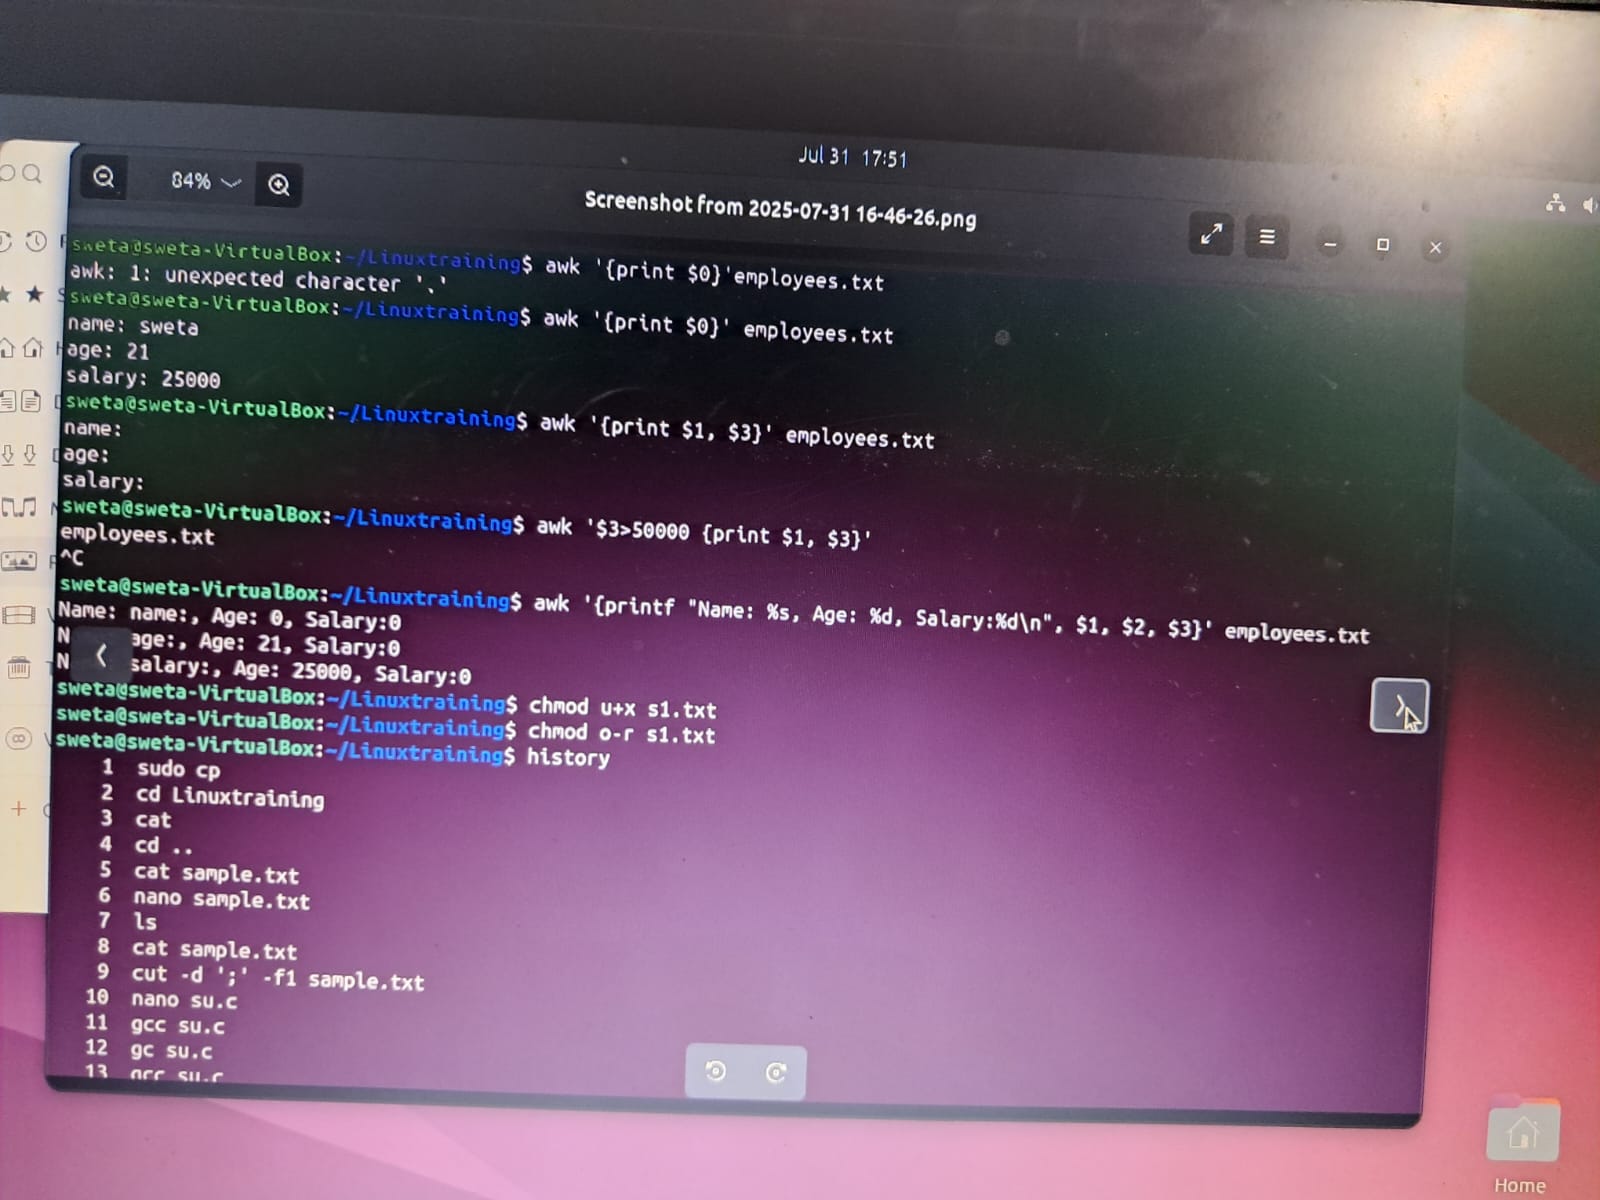 Jul 31 17:51
84%
Screenshot from 2025-07-31 16-46-26.png
sweta@sweta-VirtualBox:~/Linuxtraining$ awk '{print $0}'employees.txt
awk: 1: unexpected character '.'
sweta@sweta-VirtualBox:~/Linuxtraining$ awk '{print $0}' employees.txt
name: sweta
age: 21
salary: 25000
sweta@sweta-VirtualBox:~/Linuxtraining$ awk '{print $1, $3}' employees.txt
name:
age:
salary:
sweta@sweta-VirtualBox:~/Linuxtraining$ awk '$3>50000 {print $1, $3}'
employees.txt
^C
sweta@sweta-VirtualBox:~/Linuxtraining$ awk '{printf "Name: %s, Age: %d, Salary:%d\n", $1, $2, $3}' employees.txt
Name: name:, Age: 0, Salary:0
N age:, Age: 21, Salary:0
N salary:, Age: 25000, Salary:0
sweta@sweta-VirtualBox:~/Linuxtraining$ chmod u+x s1.txt
sweta@sweta-VirtualBox:~/Linuxtraining$ chmod o-r s1.txt
sweta@sweta-VirtualBox:~/Linuxtraining$ history
1 sudo cp
2 cd Linuxtraining
3 cat
4 cd ..
5 cat sample.txt
6 nano sample.txt
7 ls
8 cat sample.txt
9 cut -d ';' -f1 sample.txt
10 nano su.c
11 gcc su.c
12 gc su.c
13 gcc su.c
Home